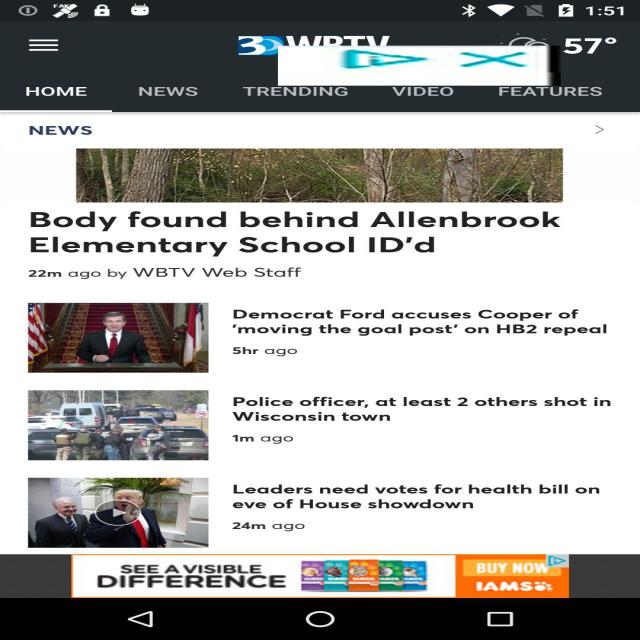 1:51
3 WBTV
57°
HOME NEWS TRENDING VIDEO FEATURES
NEWS >
Body found behind Allenbrook
Elementary School ID'd
22m ago by WBTV Web Staff
Democrat Ford accuses Cooper of
'moving the goal post' on HB2 repeal
5hr ago
Police officer, at least 2 others shot in
Wisconsin town
1m ago
Leaders need votes for health bill on
eve of House showdown
24m ago
SEE A VISIBLE
DIFFERENCE
BUY NOW
IAMS